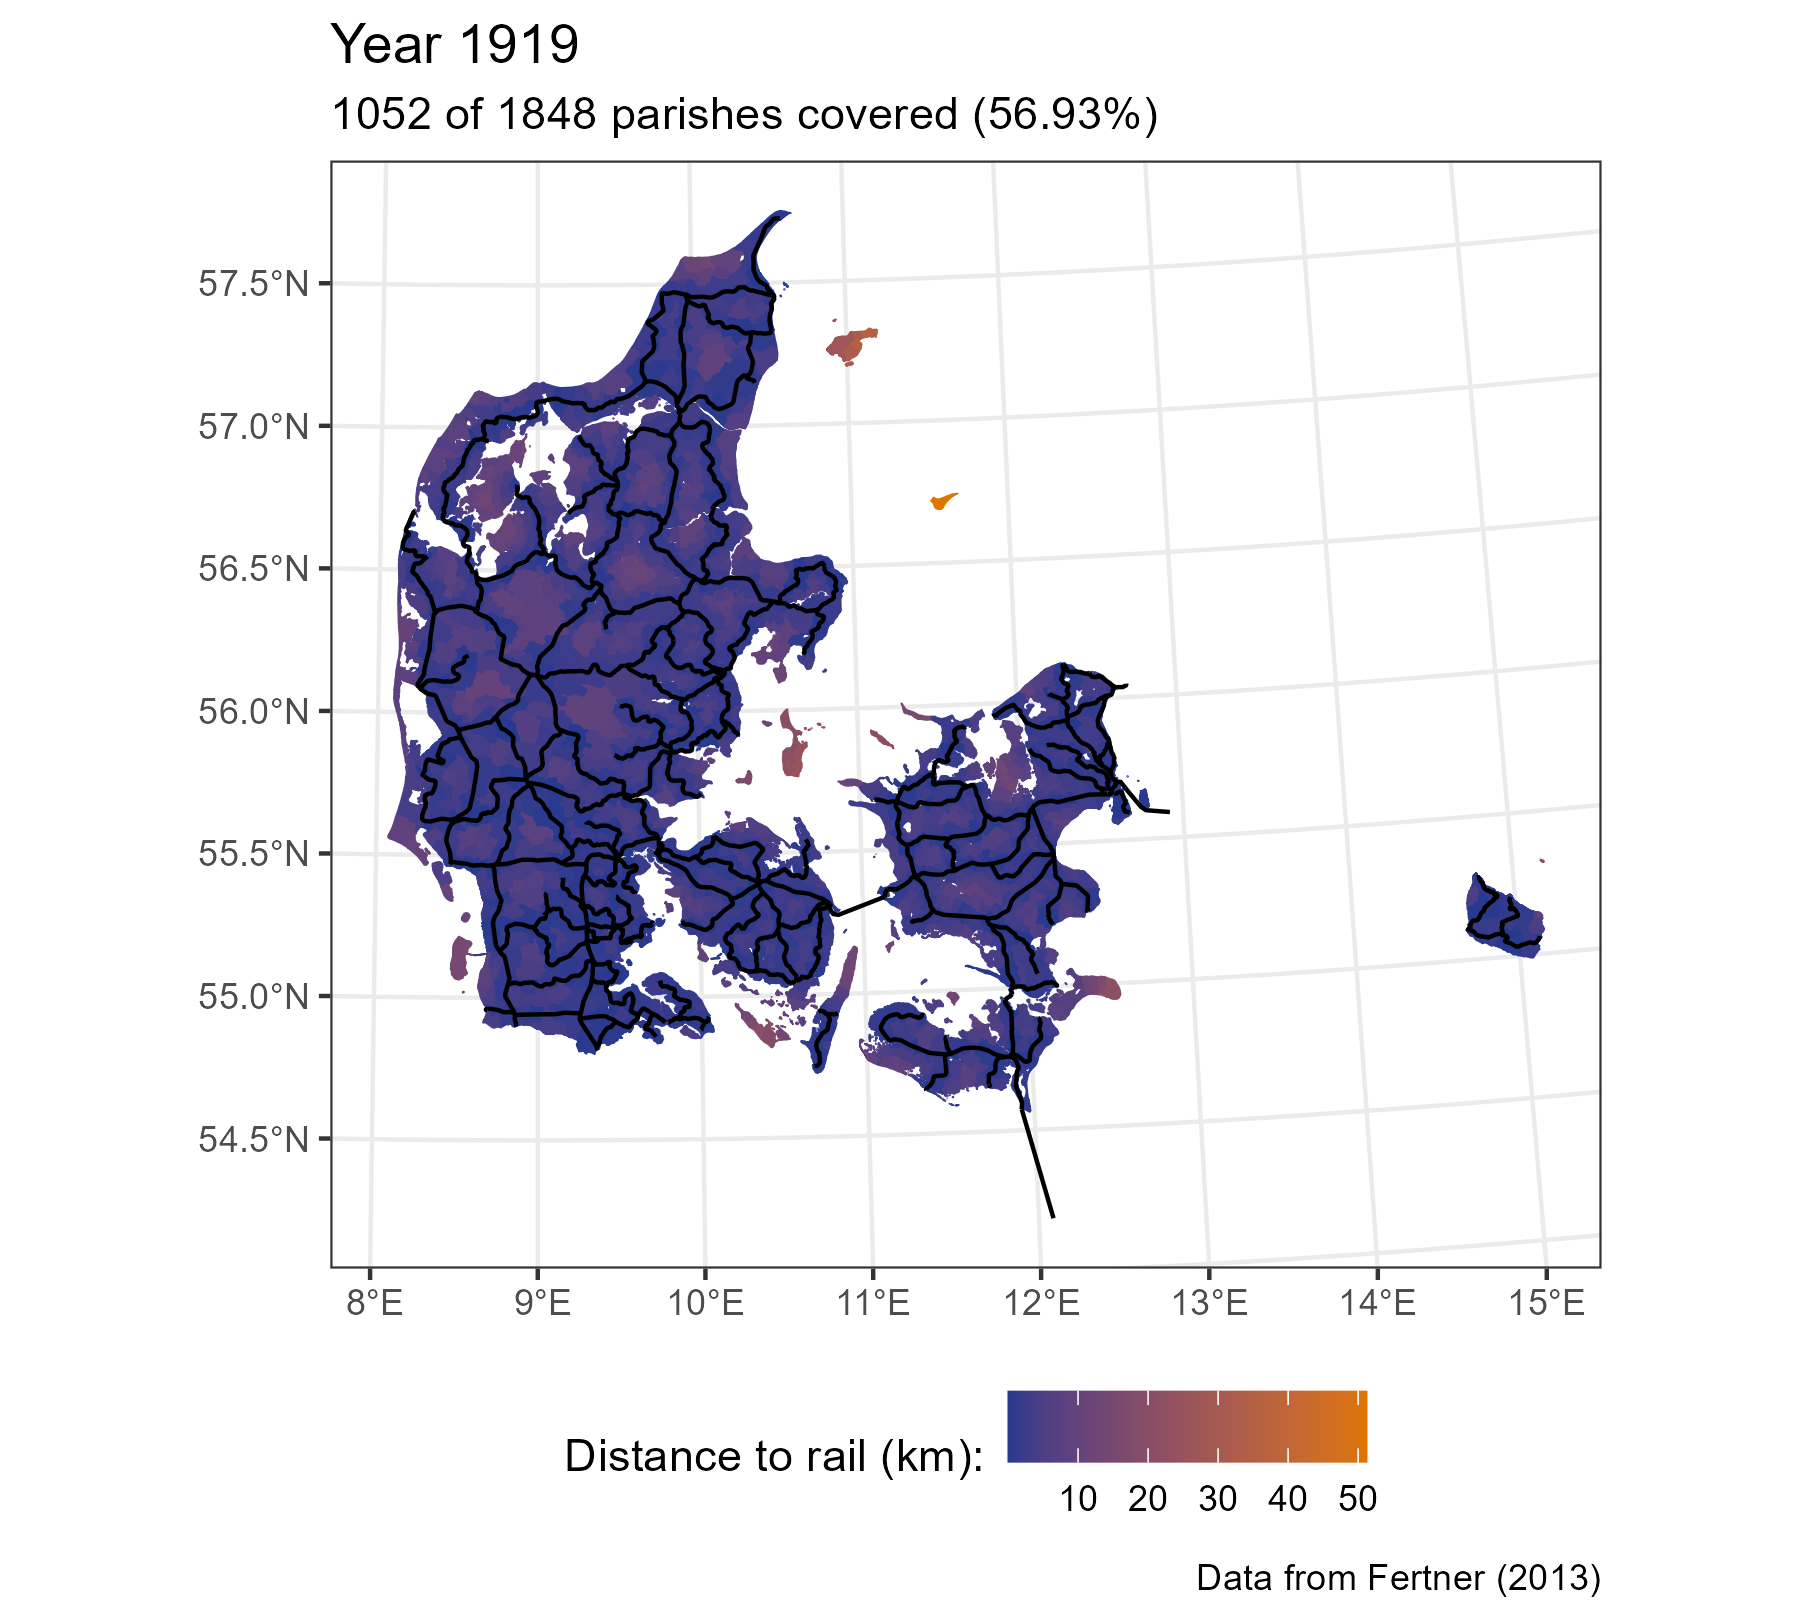 Year 1919
1052 of 1848 parishes covered (56.93%)
57.5°N
57.0°N
56.5°N
56.0°N
55.5°N
55.0°N
54.5°N
8°E 9°E 10°E 11°E 12°E 13°E 14°E 15°E
Distance to rail (km):
10 20 30 40 50
Data from Fertner (2013)